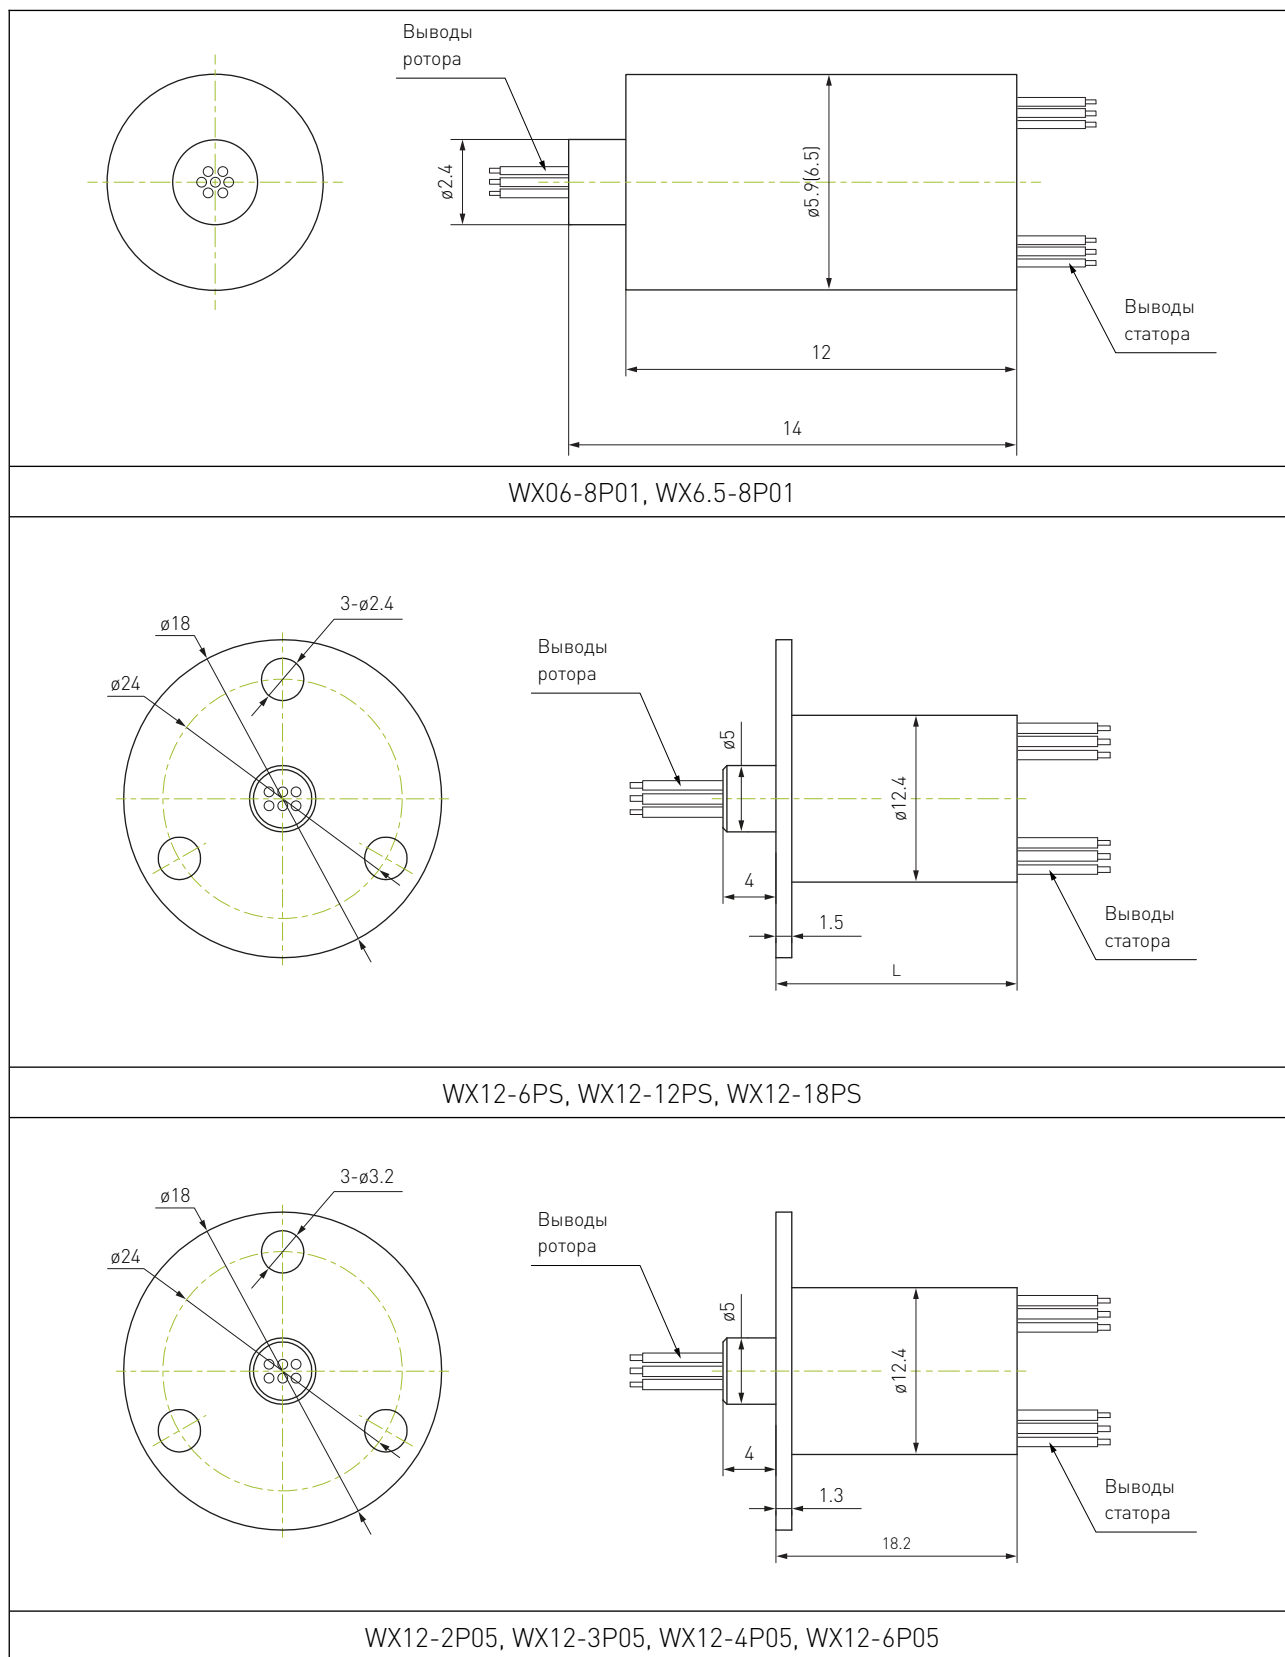 Выводы
ротора
ø2.4
ø5.9(6.5)
Выводы
статора
12
14
WX06-8P01, WX6.5-8P01
3-ø2.4
ø18
ø24
Выводы
ротора
ø5
ø12.4
4
1.5
Выводы
статора
L
WX12-6PS, WX12-12PS, WX12-18PS
3-ø3.2
ø18
ø24
Выводы
ротора
ø5
ø12.4
4
1.3
Выводы
статора
18.2
WX12-2P05, WX12-3P05, WX12-4P05, WX12-6P05